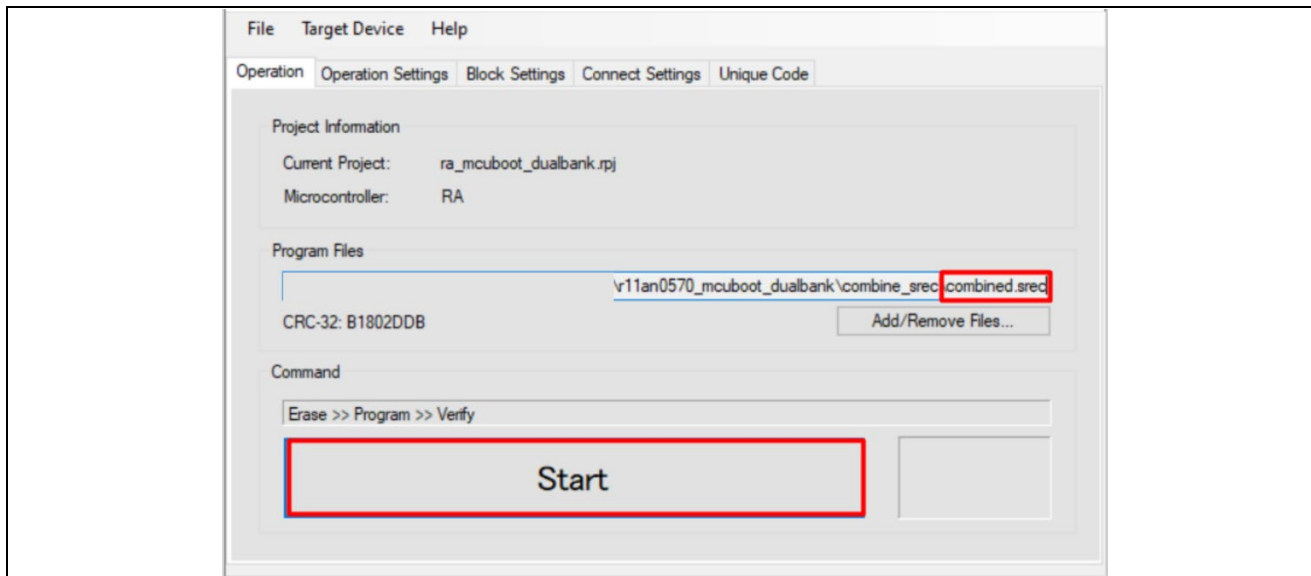 File Target Device Help
Operation Operation Settings Block Settings Connect Settings Unique Code
Project Information
Current Project: ra_mcuboot_dualbank.rpj
Microcontroller: RA
Program Files
\r11an0570_mcuboot_dualbank\combine_srec\combined.srec
CRC-32: B1802DDB Add/Remove Files...
Command
Erase >> Program >> Verify
Start